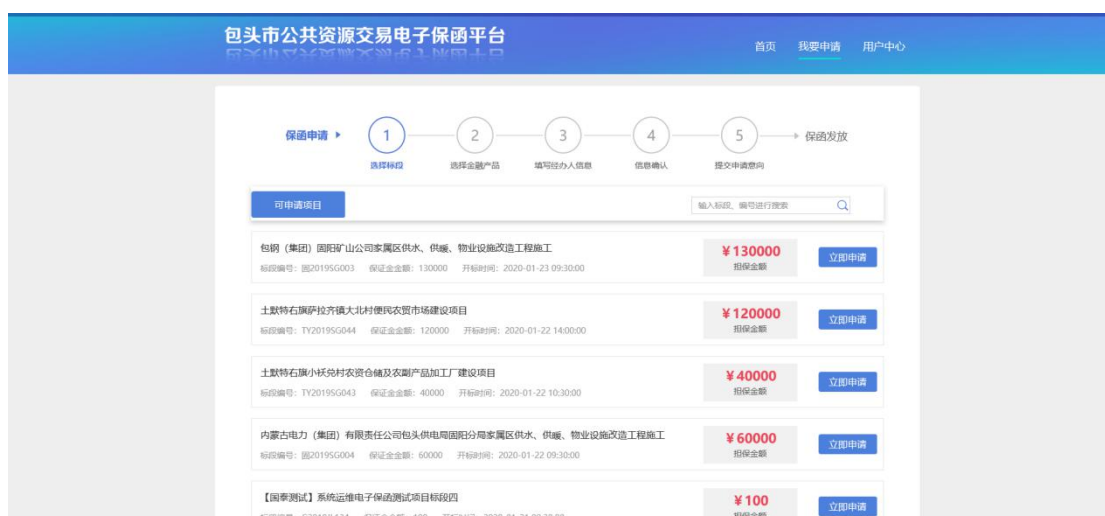 包头市公共资源交易电子保函平台
首页 我要申请 用户中心
保函申请 1 2 3 4 5 保函发放
选择标段 选择金融产品 填写经办人信息 信息确认 提交申请意向
可申请项目 输入标段、编号进行搜索
包钢（集团）固阳矿山公司家属区供水、供暖、物业设施改造工程施工
¥130000
标段编号：固2019SG003 保证金金额：130000 开标时间：2020-01-23 09:30:00
担保金额
立即申请
土默特右旗萨拉齐镇大北村便民农贸市场建设项目
¥120000
标段编号：TY2019SG044 保证金金额：120000 开标时间：2020-01-22 14:00:00
担保金额
立即申请
土默特右旗小袄兑村农资仓储及农副产品加工厂建设项目
¥40000
标段编号：TY2019SG043 保证金金额：40000 开标时间：2020-01-22 10:30:00
担保金额
立即申请
内蒙古电力（集团）有限责任公司包头供电局固阳分局家属区供水、供暖、物业设施改造工程施工
¥60000
标段编号：固2019SG004 保证金金额：60000 开标时间：2020-01-22 09:30:00
担保金额
立即申请
【国泰测试】系统运维电子保函测试项目标段四
¥100
立即申请